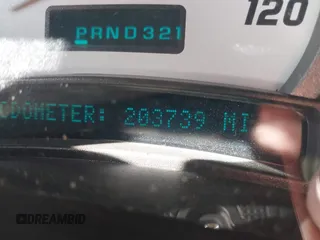 120
PRND321
ODOMETER: 203739 MI
DREAMBID